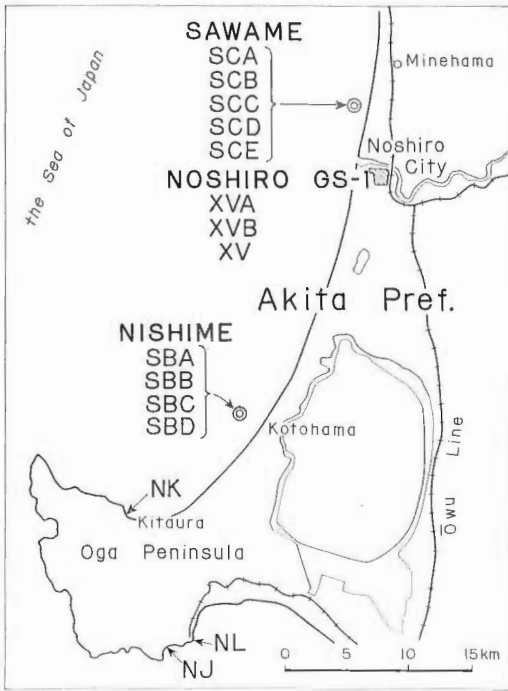 SAWAME
SCA
SCB
SCC
SCD
SCE
Minehama
the Sea of Japan
Noshiro
City
NOSHIRO GS-1
XVA
XVB
XV
Akita Pref.
NISHIME
SBA
SBB
SBC
SBD
Kotohama
Ōwu Line
NK
Kitaura
Oga Peninsula
NL
NJ
0 5 10 15km